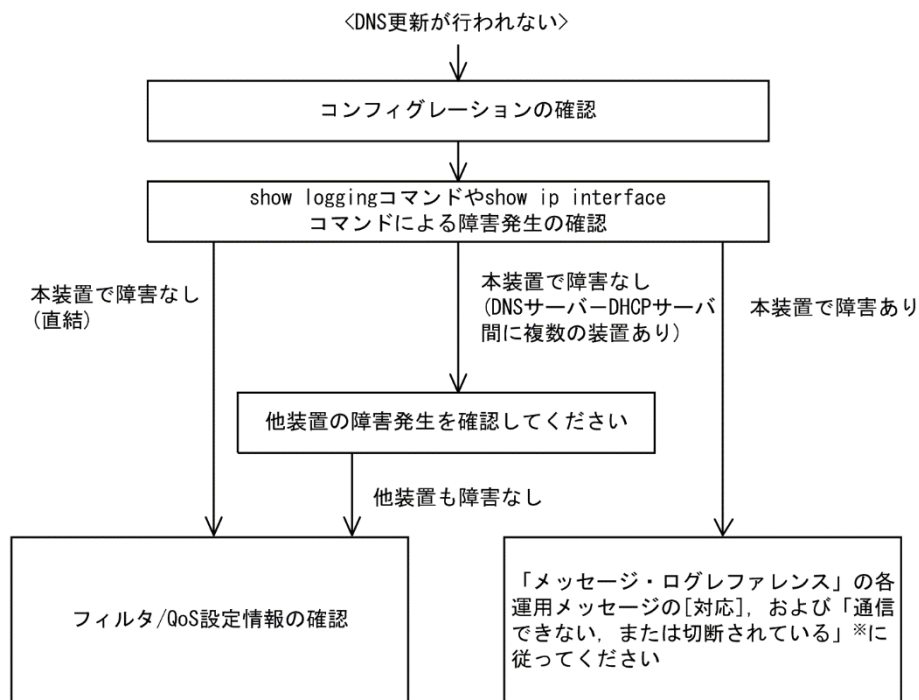 〈DNS更新が行われない〉
コンフィグレーションの確認
show loggingコマンドやshow ip interface
コマンドによる障害発生の確認
本装置で障害なし
(直結)
本装置で障害なし
(DNSサーバ－DHCPサーバ
間に複数の装置あり)
本装置で障害あり
他装置の障害発生を確認してください
他装置も障害なし
フィルタ/QoS設定情報の確認
「メッセージ・ログレファレンス」の各
運用メッセージの[対応]，および「通信
できない，または切断されている」※に
従ってください